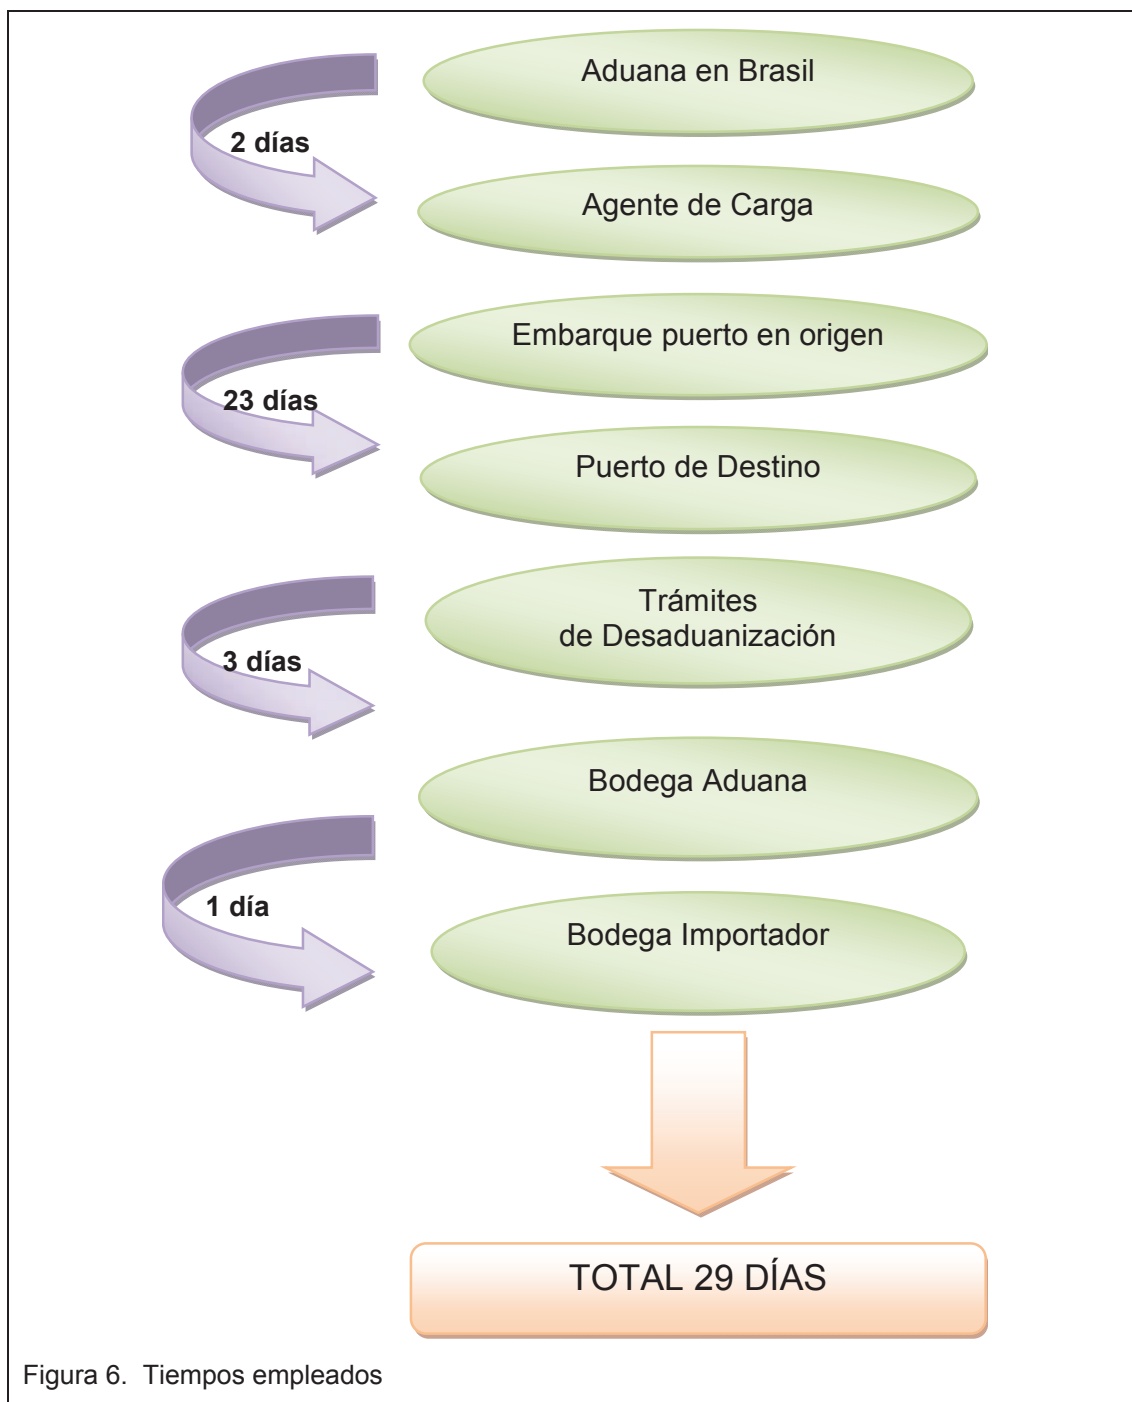 Aduana en Brasil
2 días
Agente de Carga
Embarque puerto en origen
23 días
Puerto de Destino
Trámites
de Desaduanización
3 días
Bodega Aduana
1 día
Bodega Importador
TOTAL 29 DÍAS
Figura 6. Tiempos empleados